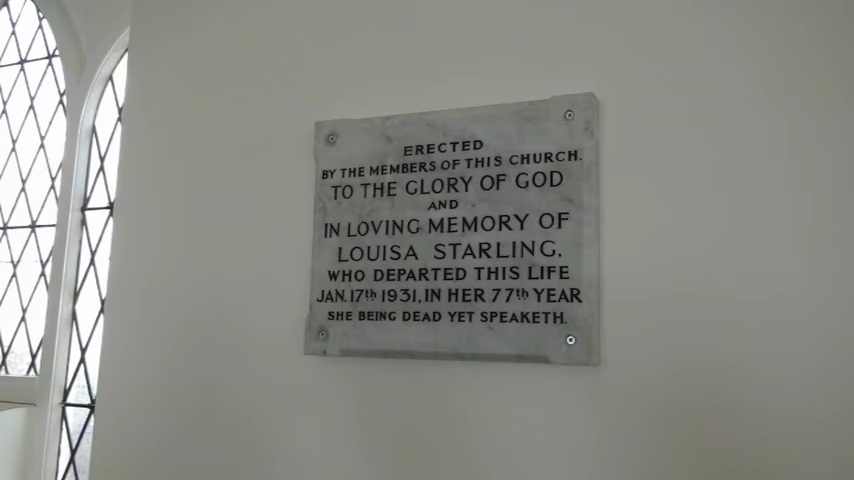 ERECTED
BY THE MEMBERS OF THIS CHURCH.
TO THE GLORY OF GOD
AND
IN LOVING MEMORY OF
LOUISA STARLING,
WHO DEPARTED THIS LIFE
JAN. 17th 1931, IN HER 77th YEAR
SHE BEING DEAD YET SPEAKETH.